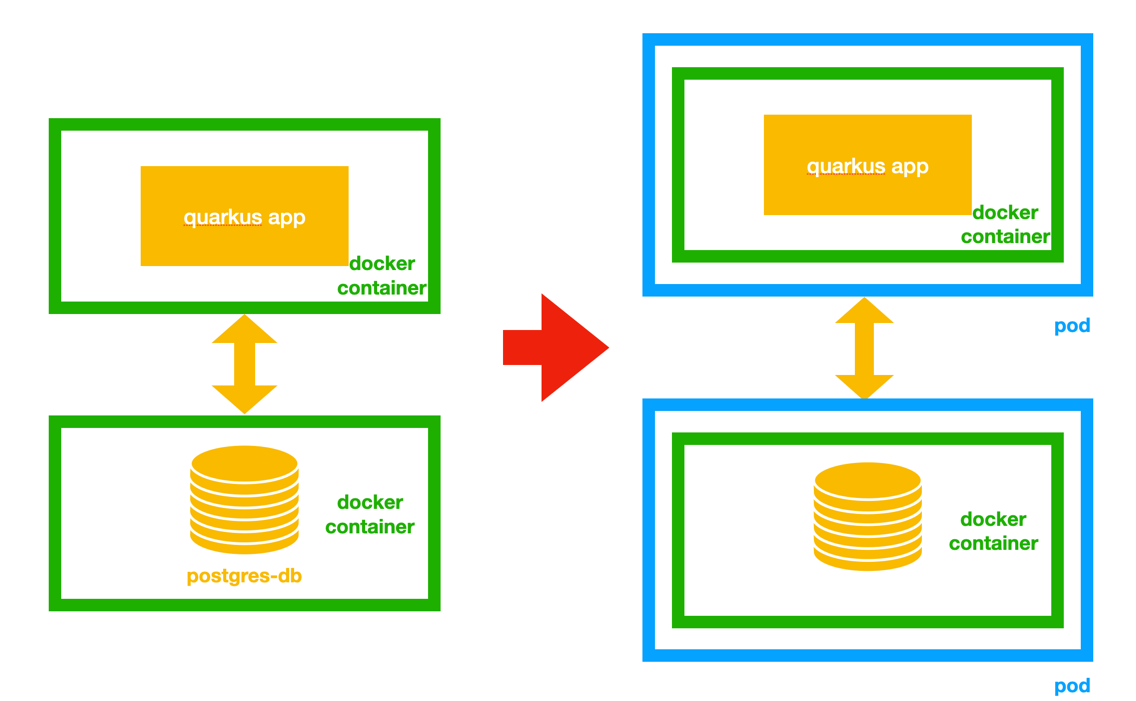 quarkus app
docker
container
docker
container
postgres-db
quarkus app
docker
container
pod
docker
container
pod